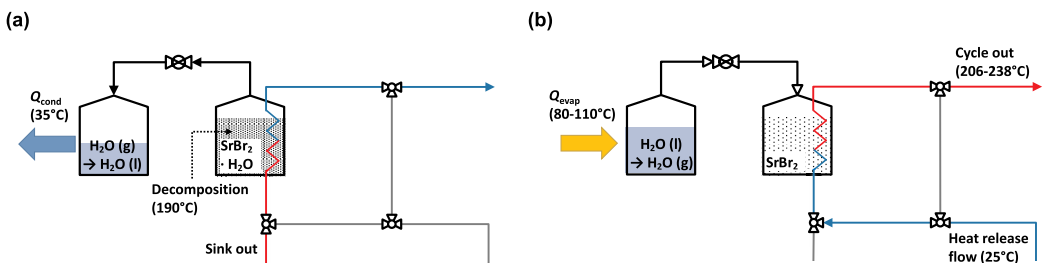 (a)
Q_cond
(35°C)
H₂O (g)
→ H₂O (l)
SrBr₂
· H₂O
Decomposition
(190°C)
Sink out
(b)
Q_evap
(80-110°C)
H₂O (l)
→ H₂O (g)
SrBr₂
Cycle out
(206-238°C)
Heat release
flow (25°C)